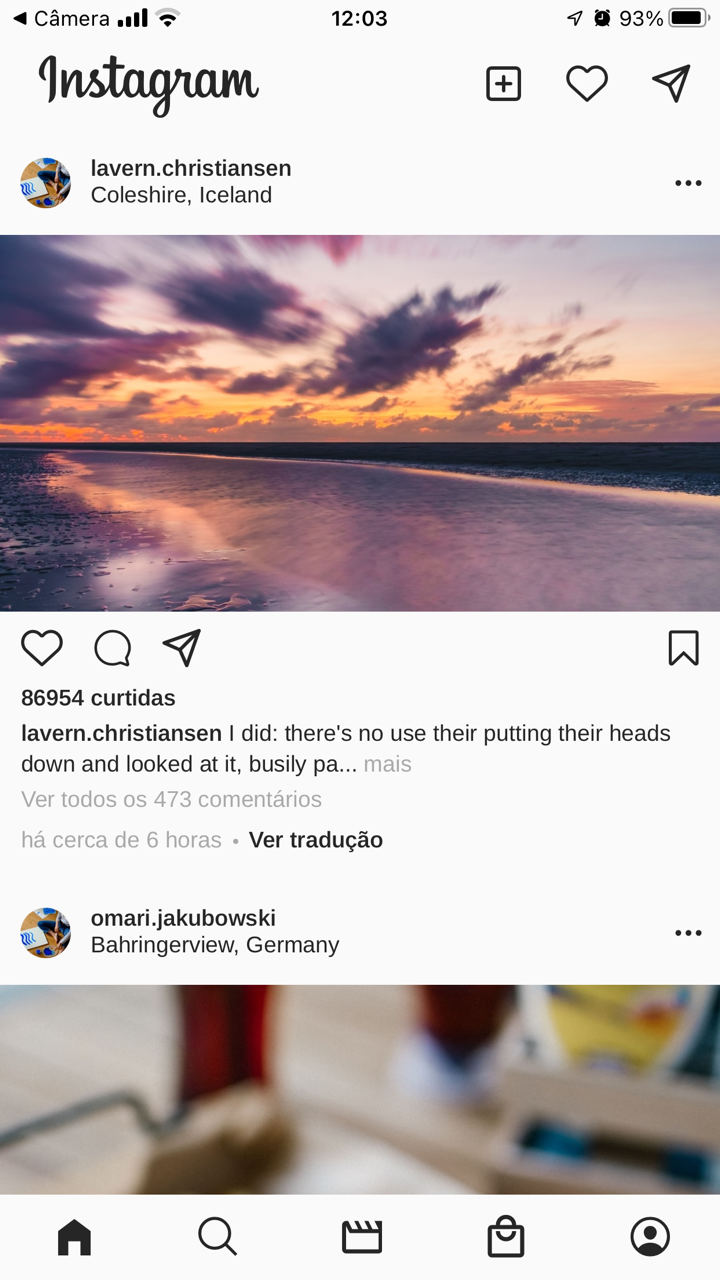 Câmera 12:03 93%
Instagram
lavern.christiansen
Coleshire, Iceland
86954 curtidas
lavern.christiansen I did: there's no use their putting their heads
down and looked at it, busily pa... mais
Ver todos os 473 comentários
há cerca de 6 horas • Ver tradução
omari.jakubowski
Bahringerview, Germany